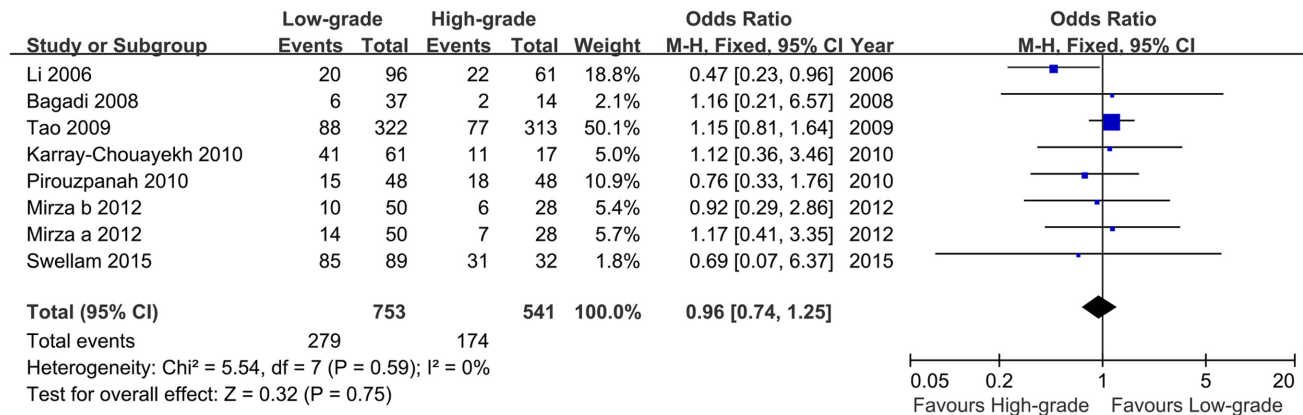 Low-grade High-grade Odds Ratio Odds Ratio
Study or Subgroup Events Total Events Total Weight M-H, Fixed, 95% CI Year M-H, Fixed, 95% CI
Li 2006 20 96 22 61 18.8% 0.47 [0.23, 0.96] 2006
Bagadi 2008 6 37 2 14 2.1% 1.16 [0.21, 6.57] 2008
Tao 2009 88 322 77 313 50.1% 1.15 [0.81, 1.64] 2009
Karray-Chouayekh 2010 41 61 11 17 5.0% 1.12 [0.36, 3.46] 2010
Pirouzpanah 2010 15 48 18 48 10.9% 0.76 [0.33, 1.76] 2010
Mirza b 2012 10 50 6 28 5.4% 0.92 [0.29, 2.86] 2012
Mirza a 2012 14 50 7 28 5.7% 1.17 [0.41, 3.35] 2012
Swellam 2015 85 89 31 32 1.8% 0.69 [0.07, 6.37] 2015
Total (95% CI) 753 541 100.0% 0.96 [0.74, 1.25]
Total events 279 174
Heterogeneity: Chi² = 5.54, df = 7 (P = 0.59); I² = 0%
Test for overall effect: Z = 0.32 (P = 0.75)
0.05 0.2 1 5 20
Favours High-grade Favours Low-grade